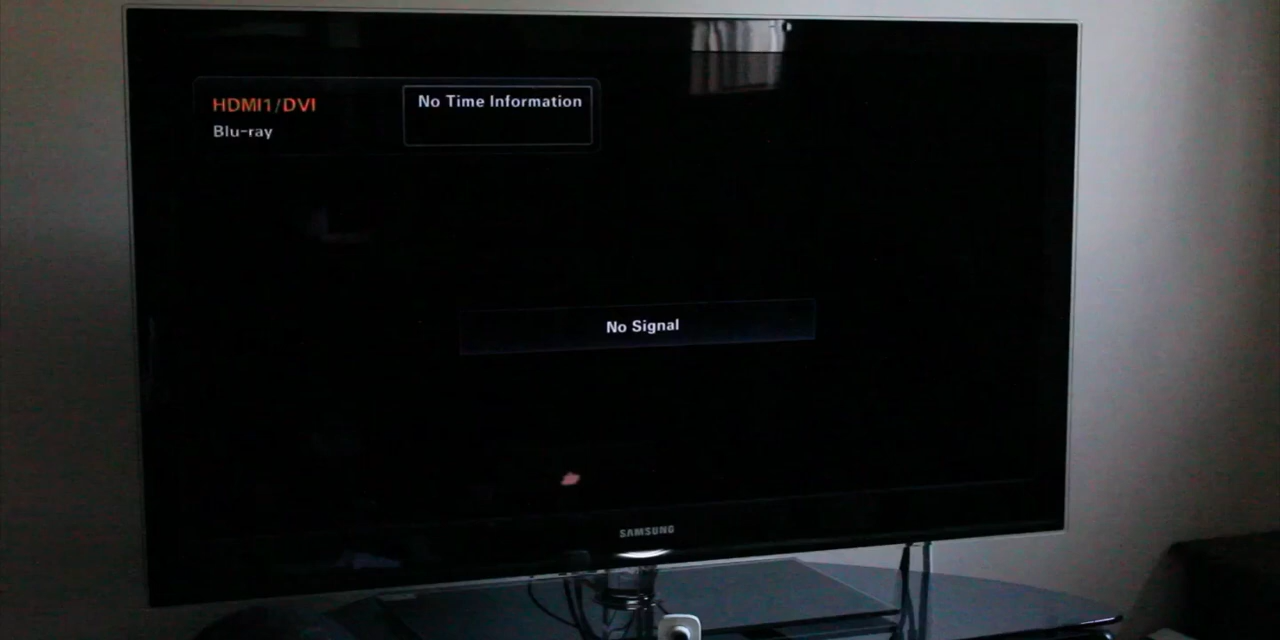 HDMI1/DVI
Blu-ray
No Time Information
No Signal
SAMSUNG